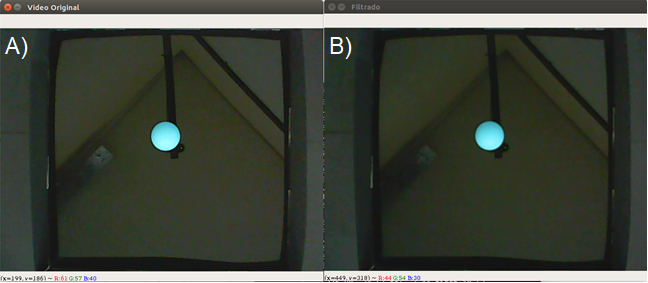 Video Original
Filtrado
A)
B)
(x=199, y=186) ~ R:61 G:57 B:40
(x=449, y=318) ~ R:44 G:54 B:30